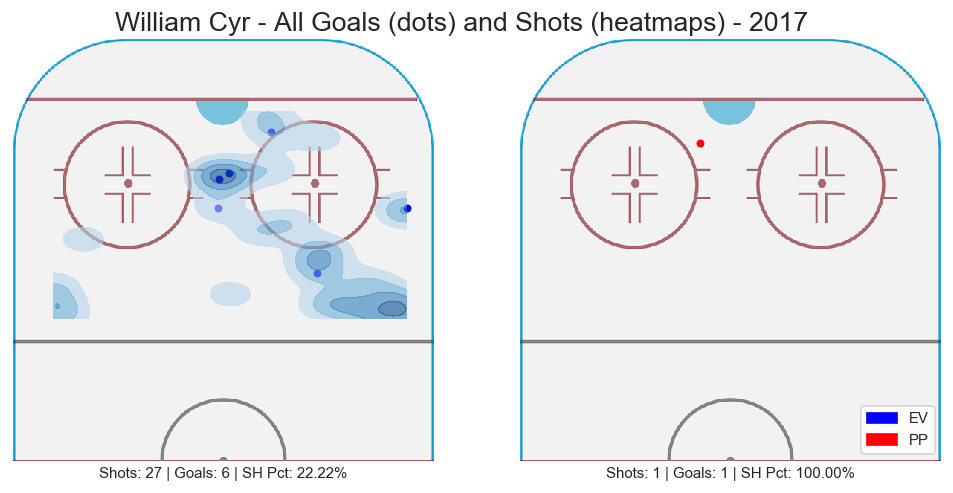 William Cyr - All Goals (dots) and Shots (heatmaps) - 2017
EV
PP
Shots: 27 | Goals: 6 | SH Pct: 22.22%
Shots: 1 | Goals: 1 | SH Pct: 100.00%